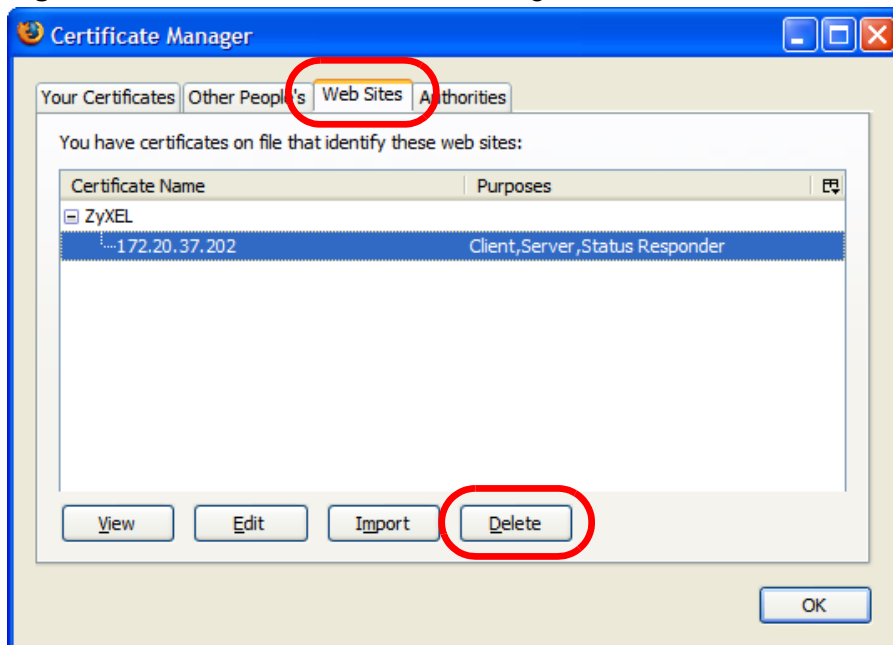 Certificate Manager
Your Certificates Other People's Web Sites Authorities
You have certificates on file that identify these web sites:
Certificate Name Purposes
ZyXEL
172.20.37.202 Client,Server,Status Responder
View Edit Import Delete
OK